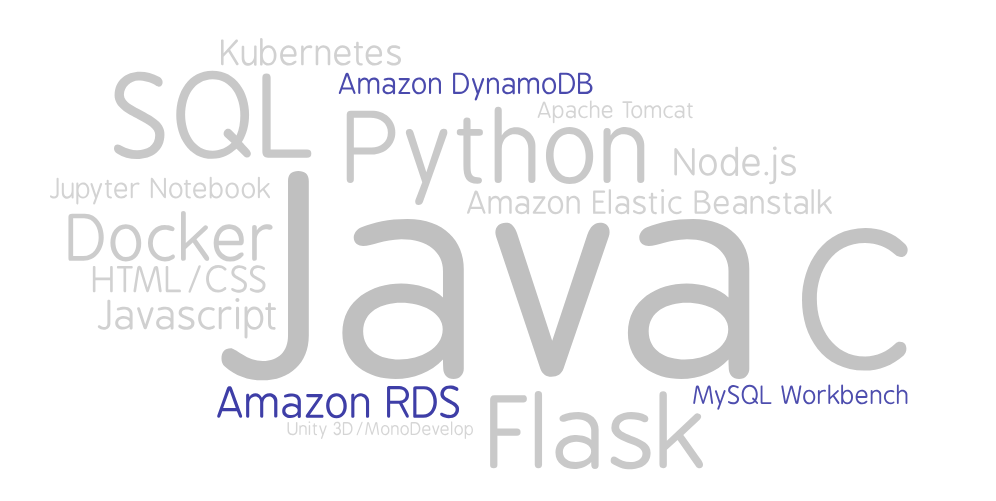 Kubernetes
SQL
Amazon DynamoDB
Apache Tomcat
Python
Node.js
Jupyter Notebook
Amazon Elastic Beanstalk
Docker
Java
C
HTML/CSS
Javascript
Amazon RDS
MySQL Workbench
Unity 3D/MonoDevelop
Flask